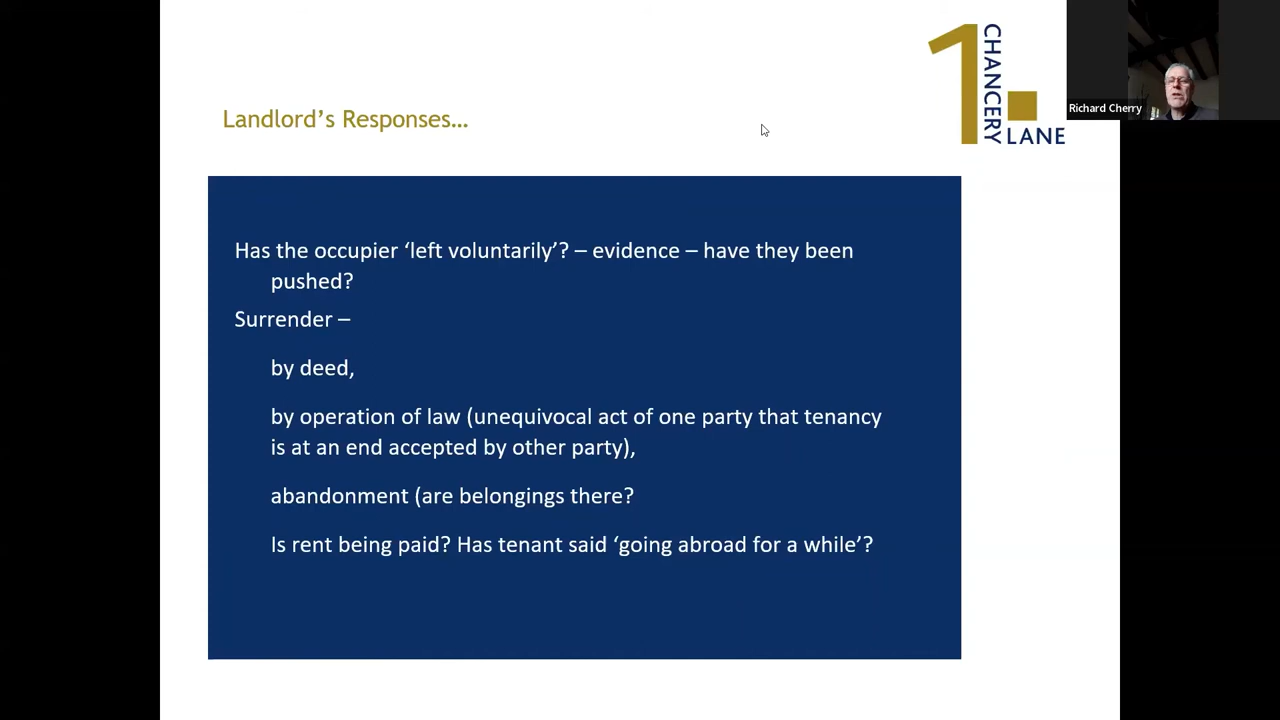 1 CHANCERY LANE
Richard Cherry
Landlord’s Responses…
Has the occupier ‘left voluntarily’? – evidence – have they been
pushed?
Surrender –
by deed,
by operation of law (unequivocal act of one party that tenancy
is at an end accepted by other party),
abandonment (are belongings there?
Is rent being paid? Has tenant said ‘going abroad for a while’?